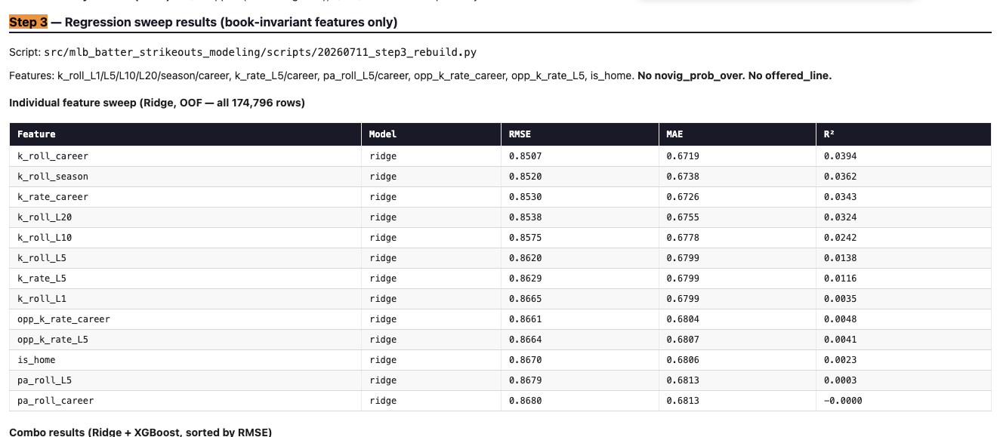 Step 3 — Regression sweep results (book-invariant features only)
Script: src/mlb_batter_strikeouts_modeling/scripts/20260711_step3_rebuild.py
Features: k_roll_L1/L5/L10/L20/season/career, k_rate_L5/career, pa_roll_L5/career, opp_k_rate_career, opp_k_rate_L5, is_home. No novig_prob_over. No offered_line.
Individual feature sweep (Ridge, OOF — all 174,796 rows)
Feature Model RMSE MAE R²
k_roll_career ridge 0.8507 0.6719 0.0394
k_roll_season ridge 0.8520 0.6738 0.0362
k_rate_career ridge 0.8530 0.6726 0.0343
k_roll_L20 ridge 0.8538 0.6755 0.0324
k_roll_L10 ridge 0.8575 0.6778 0.0242
k_roll_L5 ridge 0.8620 0.6799 0.0138
k_rate_L5 ridge 0.8629 0.6799 0.0116
k_roll_L1 ridge 0.8665 0.6799 0.0035
opp_k_rate_career ridge 0.8661 0.6804 0.0048
opp_k_rate_L5 ridge 0.8664 0.6807 0.0041
is_home ridge 0.8670 0.6806 0.0023
pa_roll_L5 ridge 0.8679 0.6813 0.0003
pa_roll_career ridge 0.8680 0.6813 −0.0000
Combo results (Ridge + XGBoost, sorted by RMSE)